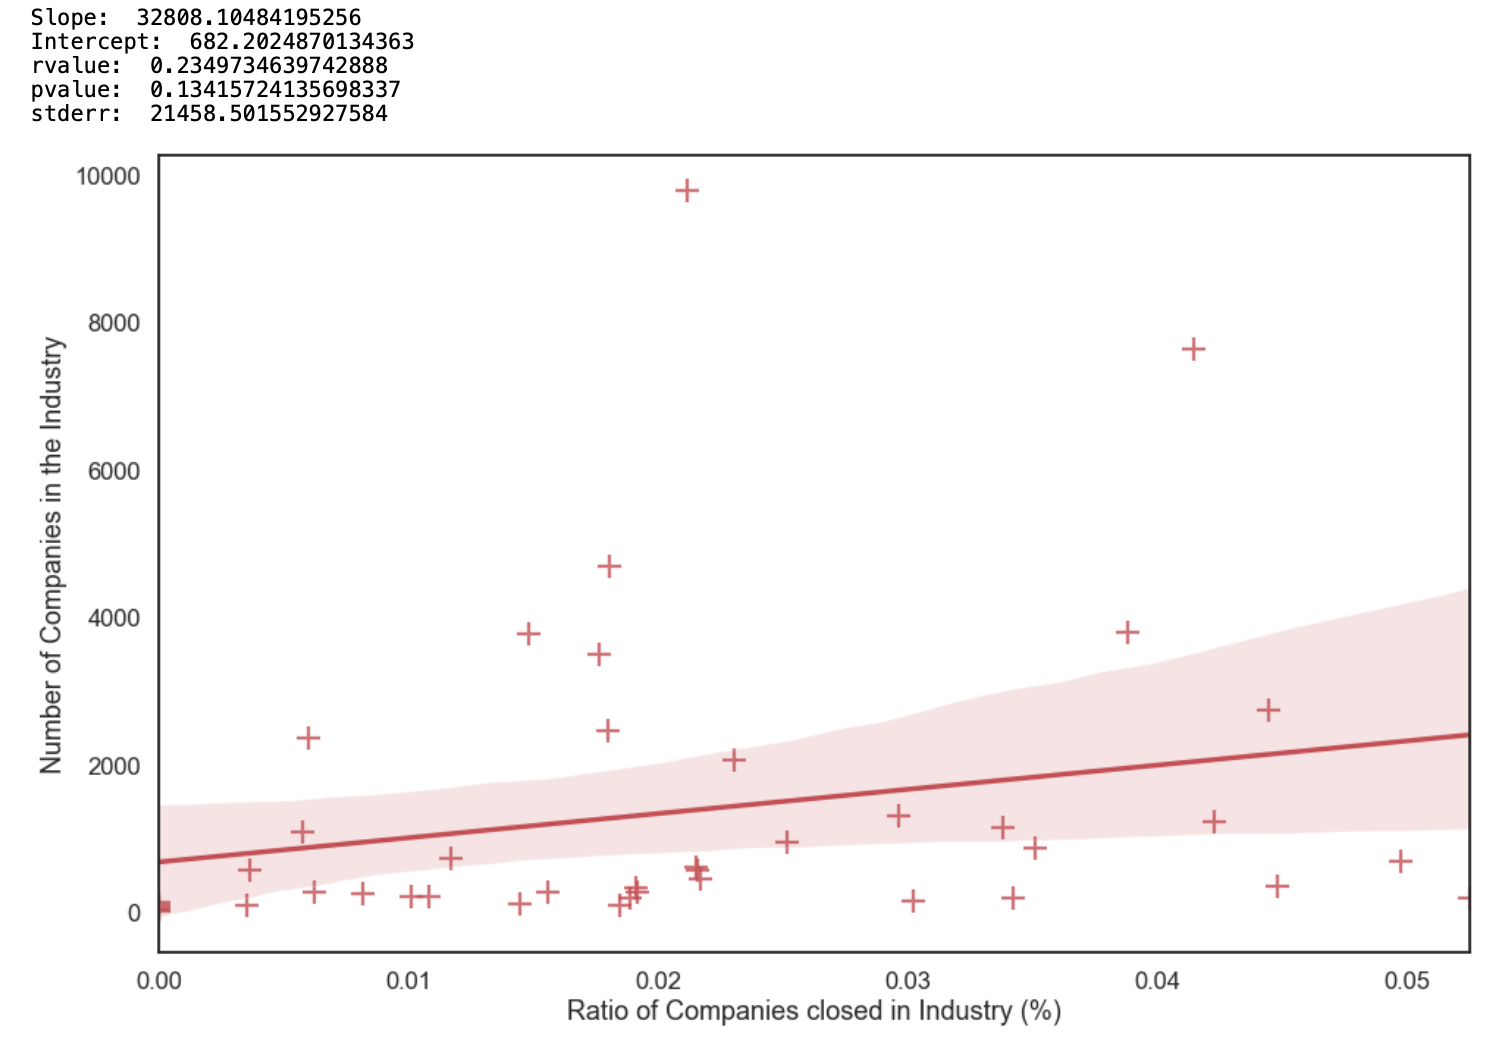 Slope:  32808.10484195256
Intercept:  682.2024870134363
rvalue:  0.2349734639742888
pvalue:  0.13415724135698337
stderr:  21458.501552927584
10000
8000
6000
4000
2000
0
Number of Companies in the Industry
0.00 0.01 0.02 0.03 0.04 0.05
Ratio of Companies closed in Industry (%)